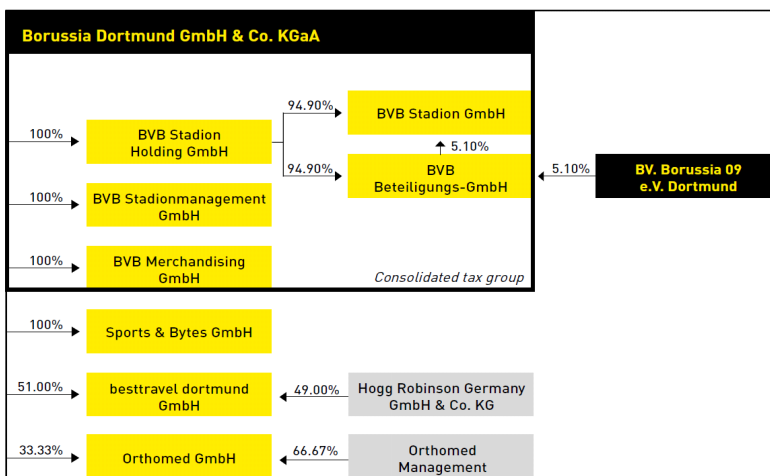 Borussia Dortmund GmbH & Co. KGaA
100%
BVB Stadion
Holding GmbH
94.90%
BVB Stadion GmbH
5.10%
94.90%
BVB
Beteiligungs-GmbH
5.10%
BV. Borussia 09
e.V. Dortmund
100%
BVB Stadionmanagement
GmbH
100%
BVB Merchandising
GmbH
Consolidated tax group
100%
Sports & Bytes GmbH
51.00%
besttravel dortmund
GmbH
49.00%
Hogg Robinson Germany
GmbH & Co. KG
33.33%
Orthomed GmbH
66.67%
Orthomed
Management